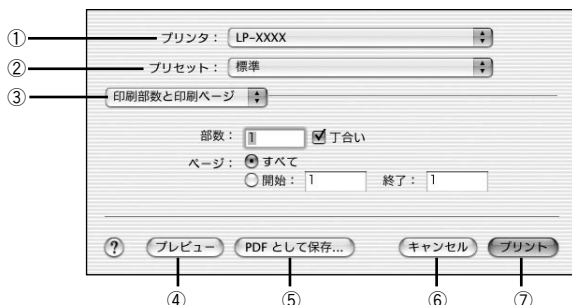 ① プリンタ： LP-XXXX
② プリセット： 標準
③ 印刷部数と印刷ページ
部数： 1 丁合い
ページ： すべて
開始： 1 終了： 1
? プレビュー PDF として保存... キャンセル プリント
④ ⑤ ⑥ ⑦